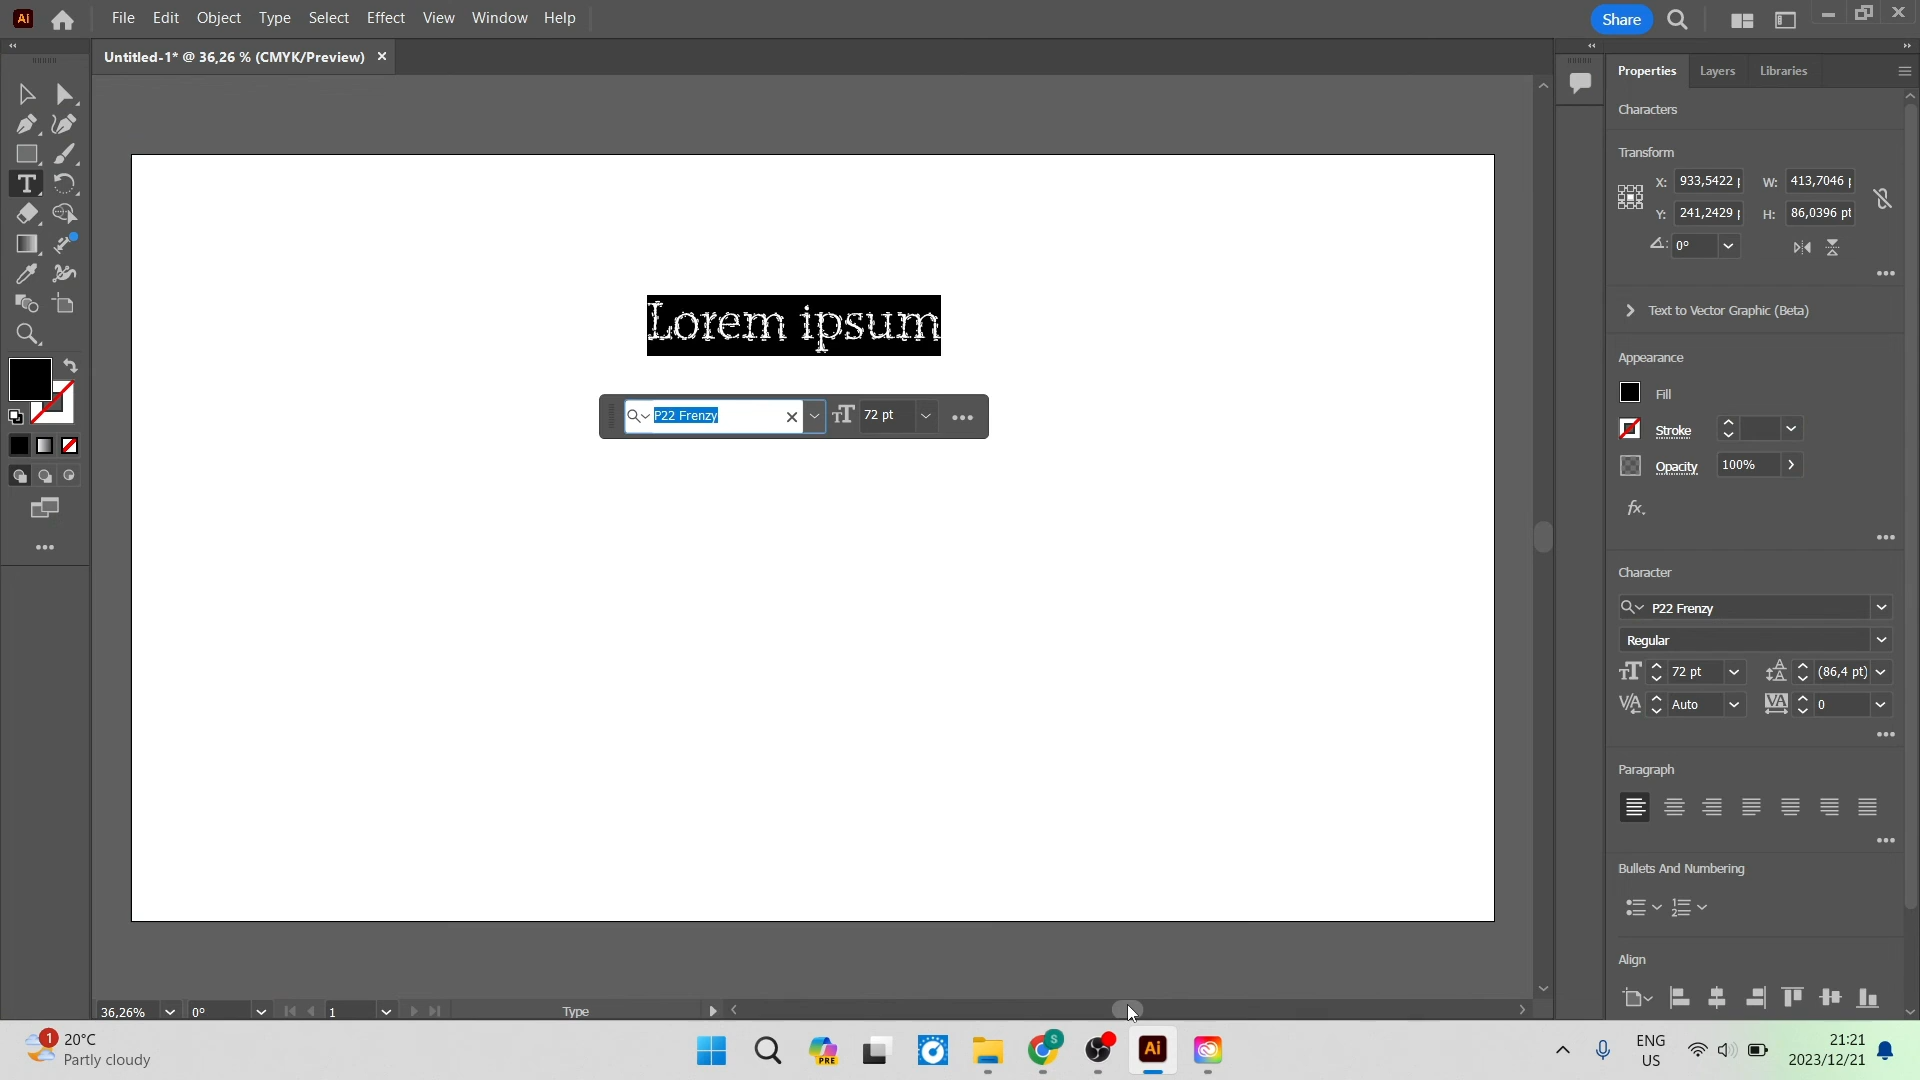 Ai File Edit Object Type Select Effect View Window Help Share
Untitled-1* @ 36,26 % (CMYK/Preview)
Properties Layers Libraries
Characters
Transform
X: 933,5422 W: 413,7046
Y: 241,2429 H: 86,0396 pt
0°
Text to Vector Graphic (Beta)
Appearance
Fill
Stroke
Opacity 100%
fx.
Character
P22 Frenzy
Regular
72 pt (86,4 pt)
Auto 0
Paragraph
Bullets And Numbering
Align
T
Lorem ipsum
P22 Frenzy 72 pt
36,26% 0° 1 Type
1 20°C
Partly cloudy
PRE
S
Ai
ENG
US
21:21
2023/12/21